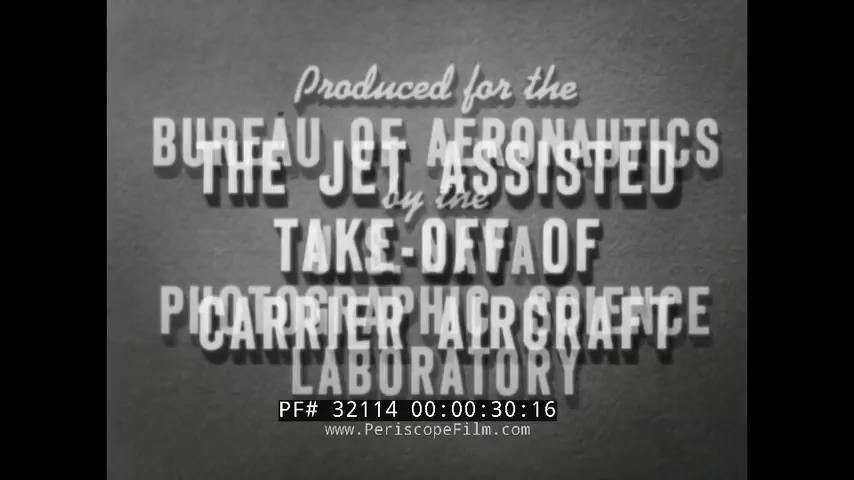 Produced for the
BUREAU OF AERONAUTICS
by the
PHOTOGRAPHIC SCIENCE
LABORATORY
THE JET ASSISTED
TAKE-OFF OF
CARRIER AIRCRAFT
PF# 32114 00:00:30:16
www.PeriscopeFilm.com